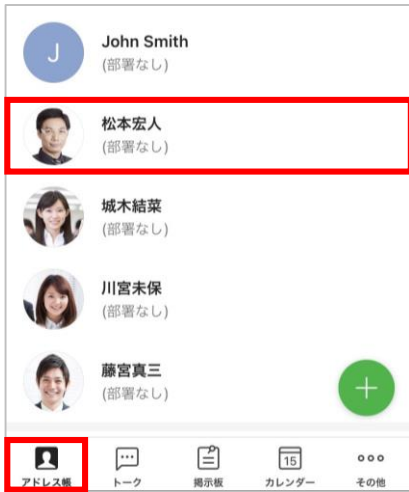 J
John Smith
(部署なし)
松本宏人
(部署なし)
城木結菜
(部署なし)
川宮未保
(部署なし)
藤宮真三
(部署なし)
15
アドレス帳 トーク 掲示板 カレンダー その他